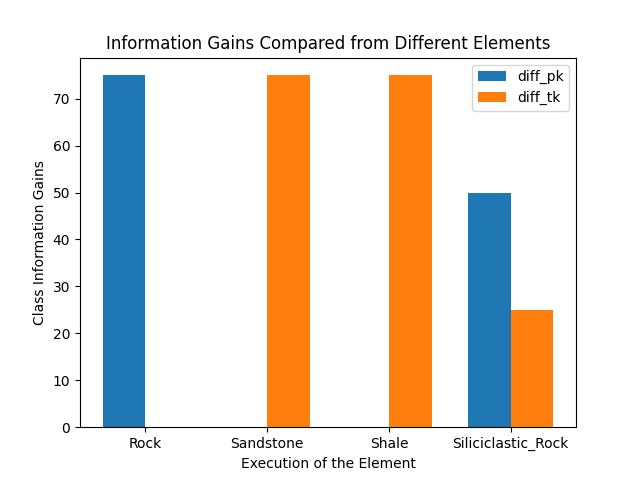 Information Gains Compared from Different Elements
diff_pk
diff_tk
Class Information Gains
70
60
50
40
30
20
10
0
Rock
Sandstone
Shale
Siliciclastic_Rock
Execution of the Element